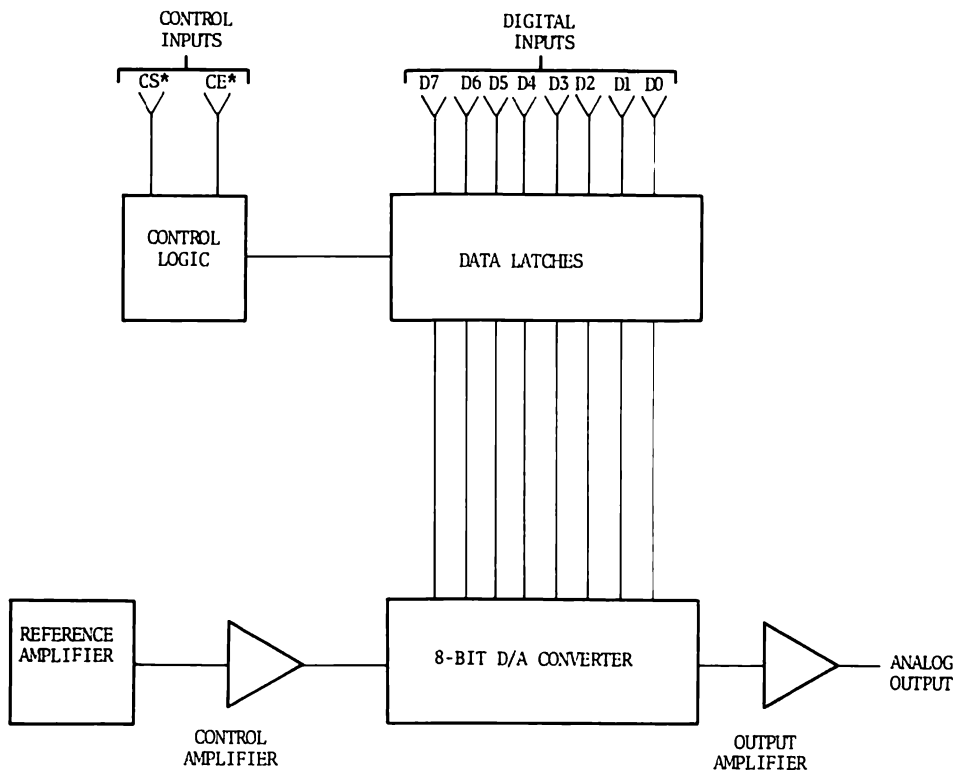 CONTROL
INPUTS
DIGITAL
INPUTS
CS* CE*
D7 D6 D5 D4 D3 D2 D1 D0
CONTROL
LOGIC
DATA LATCHES
REFERENCE
AMPLIFIER
8-BIT D/A CONVERTER
ANALOG
OUTPUT
CONTROL
AMPLIFIER
OUTPUT
AMPLIFIER